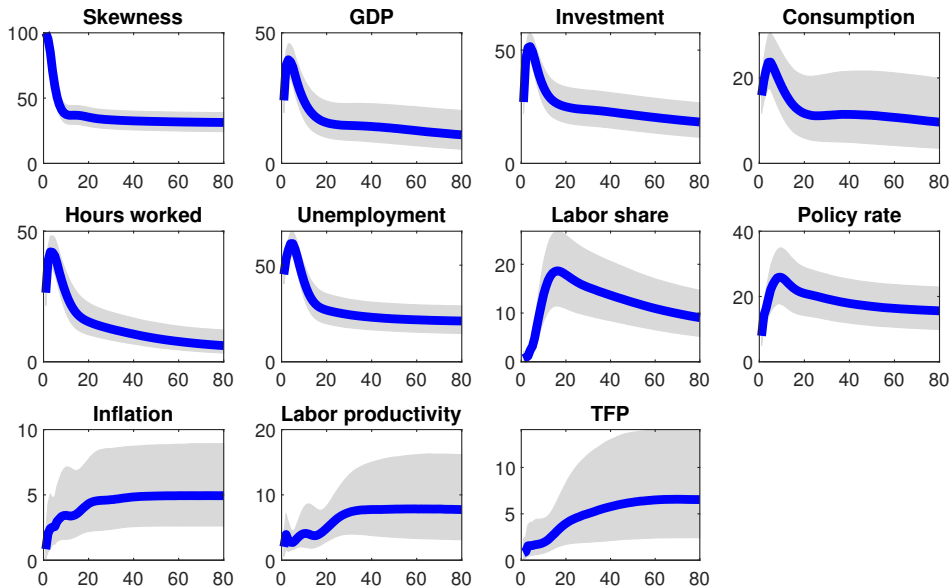 Skewness
100
50
0
0 20 40 60 80
GDP
50
0
0 20 40 60 80
Investment
50
0
0 20 40 60 80
Consumption
20
0
0 20 40 60 80
Hours worked
50
0
0 20 40 60 80
Unemployment
50
0
0 20 40 60 80
Labor share
20
10
0
0 20 40 60 80
Policy rate
40
20
0
0 20 40 60 80
Inflation
10
5
0
0 20 40 60 80
Labor productivity
20
10
0
0 20 40 60 80
TFP
10
5
0
0 20 40 60 80